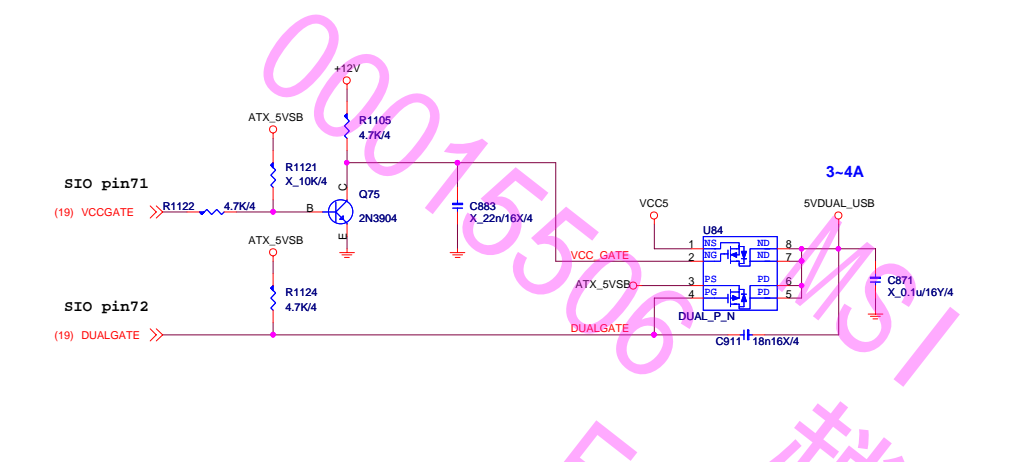 +12V
ATX_5VSB
R1105
4.7K/4
R1121
X_10K/4
SIO pin71
(19) VCCGATE
R1122
4.7K/4
B
C
E
Q75
2N3904
C883
X_22n/16X/4
3~4A
VCC5
5VDUAL_USB
U84
1 NS ND 8
2 NG ND 7
VCC_GATE
ATX_5VSB
3 PS PD 6
4 PG PD 5
DUAL_P_N
C871
X_0.1u/16Y/4
ATX_5VSB
R1124
4.7K/4
SIO pin72
(19) DUALGATE
DUALGATE
C911 18n16X/4
00015506
MSI